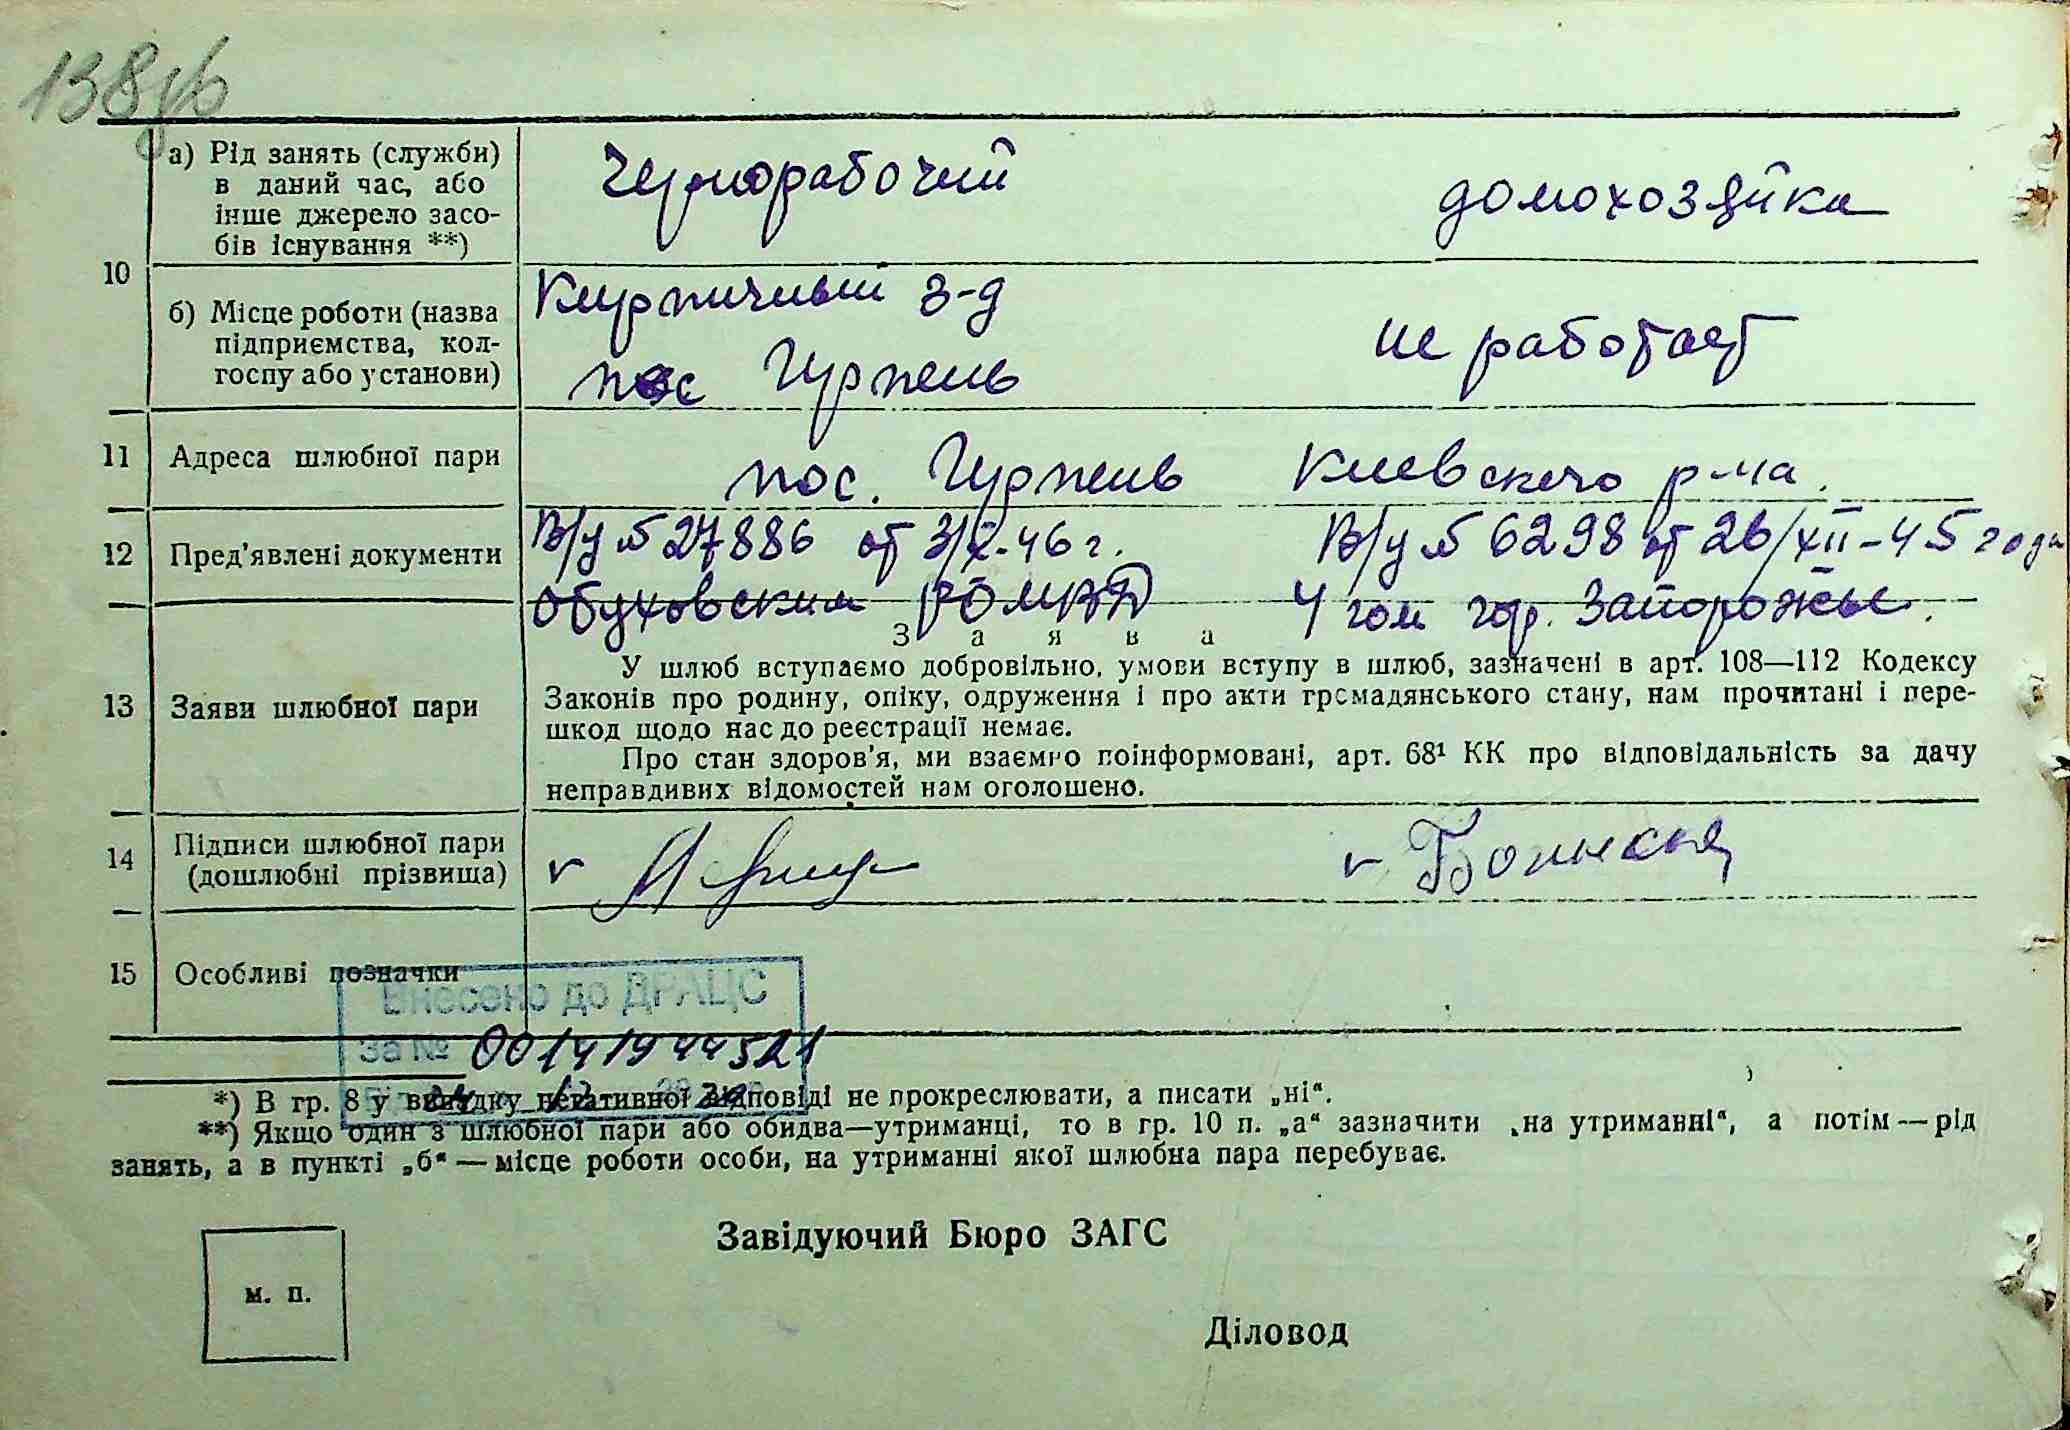 138
а) Рід занять (служби) в даний час, або інше джерело засобів існування **)
Чернорабочий
домохозяйка
10
б) Місце роботи (назва підприємства, колгоспу або установи)
Кирпичный з-д
пос Ирпень
не работает
11 Адреса шлюбної пари
пос. Ирпень Киевского р-на.
12 Пред'явлені документи
В/у № 27886 от 3/X-46 г.
Обуховским РОМВД
В/у № 6298 от 26/XII-45 года
4 гом гор. Запорожье.
З а я в а
13 Заяви шлюбної пари
У шлюб вступаємо добровільно, умови вступу в шлюб, зазначені в арт. 108—112 Кодексу
Законів про родину, опіку, одруження і про акти громадянського стану, нам прочитані і пере-
шкод щодо нас до реєстрації немає.
Про стан здоров'я, ми взаємно поінформовані, арт. 68¹ КК про відповідальність за дачу
неправдивих відомостей нам оголошено.
14 Підписи шлюбної пари
(дошлюбні прізвища)
15 Особливі позначки
Внесено до ДРАЦС
За № 00141944521
*) В гр. 8 у випадку негативної відповіді не прокреслювати, а писати „ні“.
**) Якщо один з шлюбної пари або обидва—утриманці, то в гр. 10 п. „а“ зазначити „на утриманні“, а потім — рід
занять, а в пункті „б“ — місце роботи особи, на утриманні якої шлюбна пара перебуває.
Завідуючий Бюро ЗАГС
м. п.
Діловод